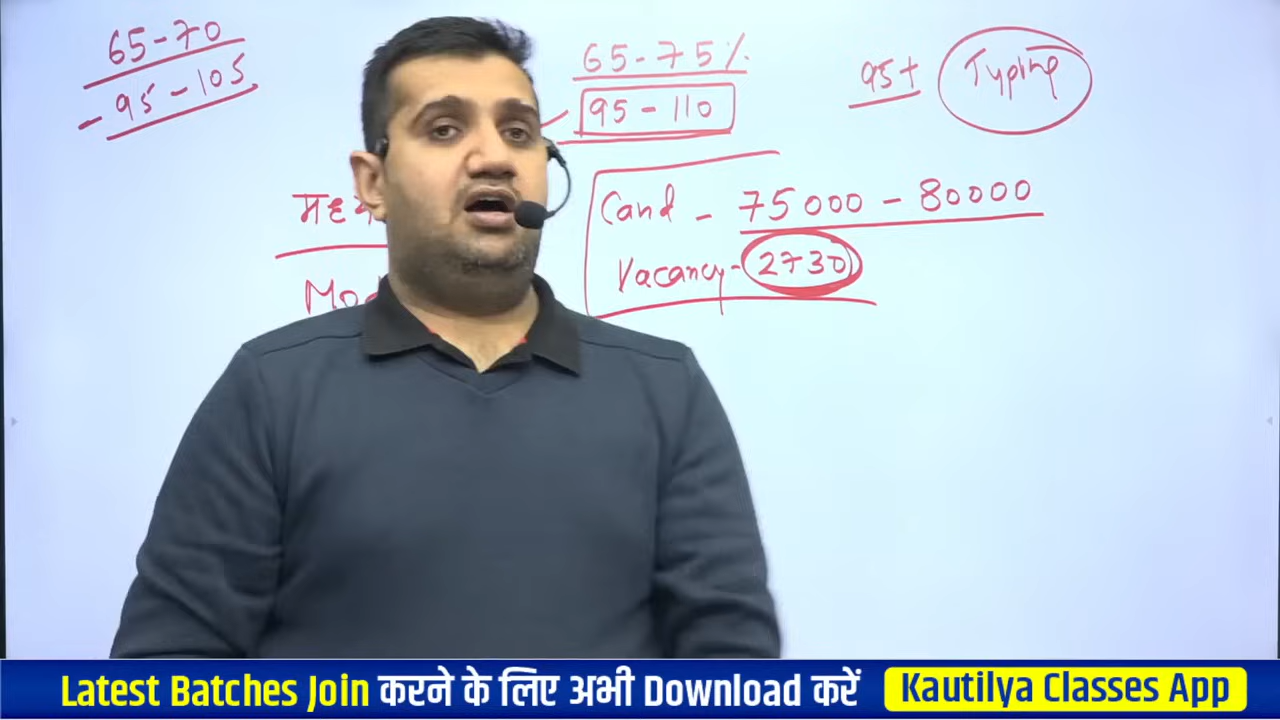 65-70
- 95 - 105
65-75%
95 - 110
95+ Typing
Cand - 75000 - 80000
Vacancy - 2730
Latest Batches Join करने के लिए अभी Download करें Kautilya Classes App